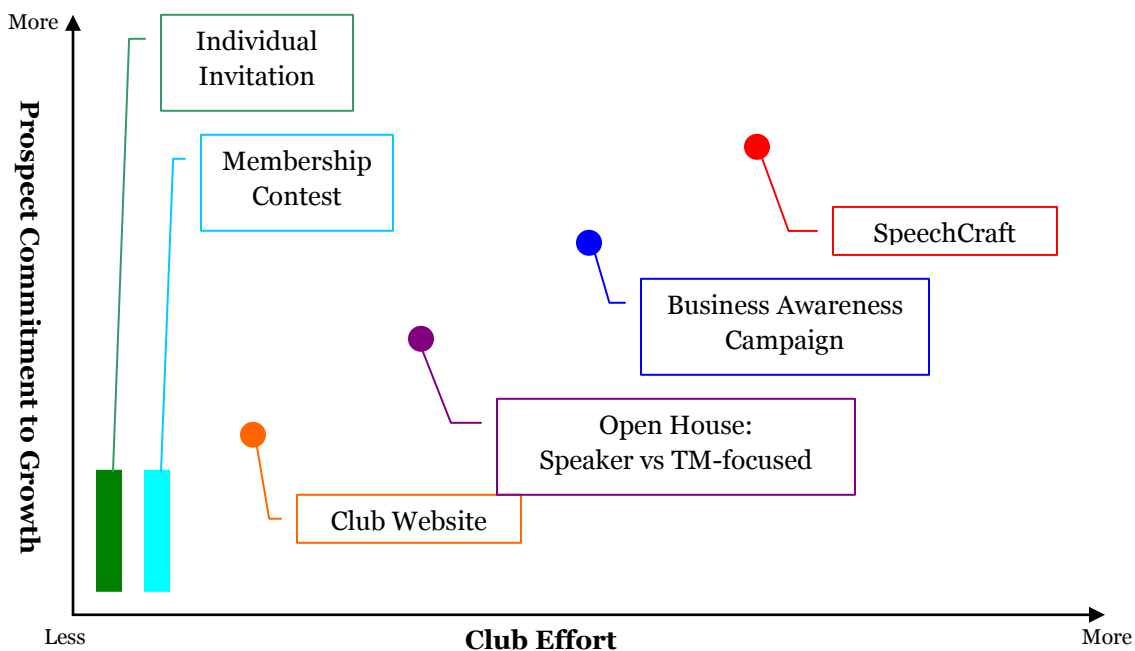 More
Individual
Invitation
Membership
Contest
Prospect Commitment to Growth
SpeechCraft
Business Awareness
Campaign
Open House:
Speaker vs TM-focused
Club Website
Less
Club Effort
More